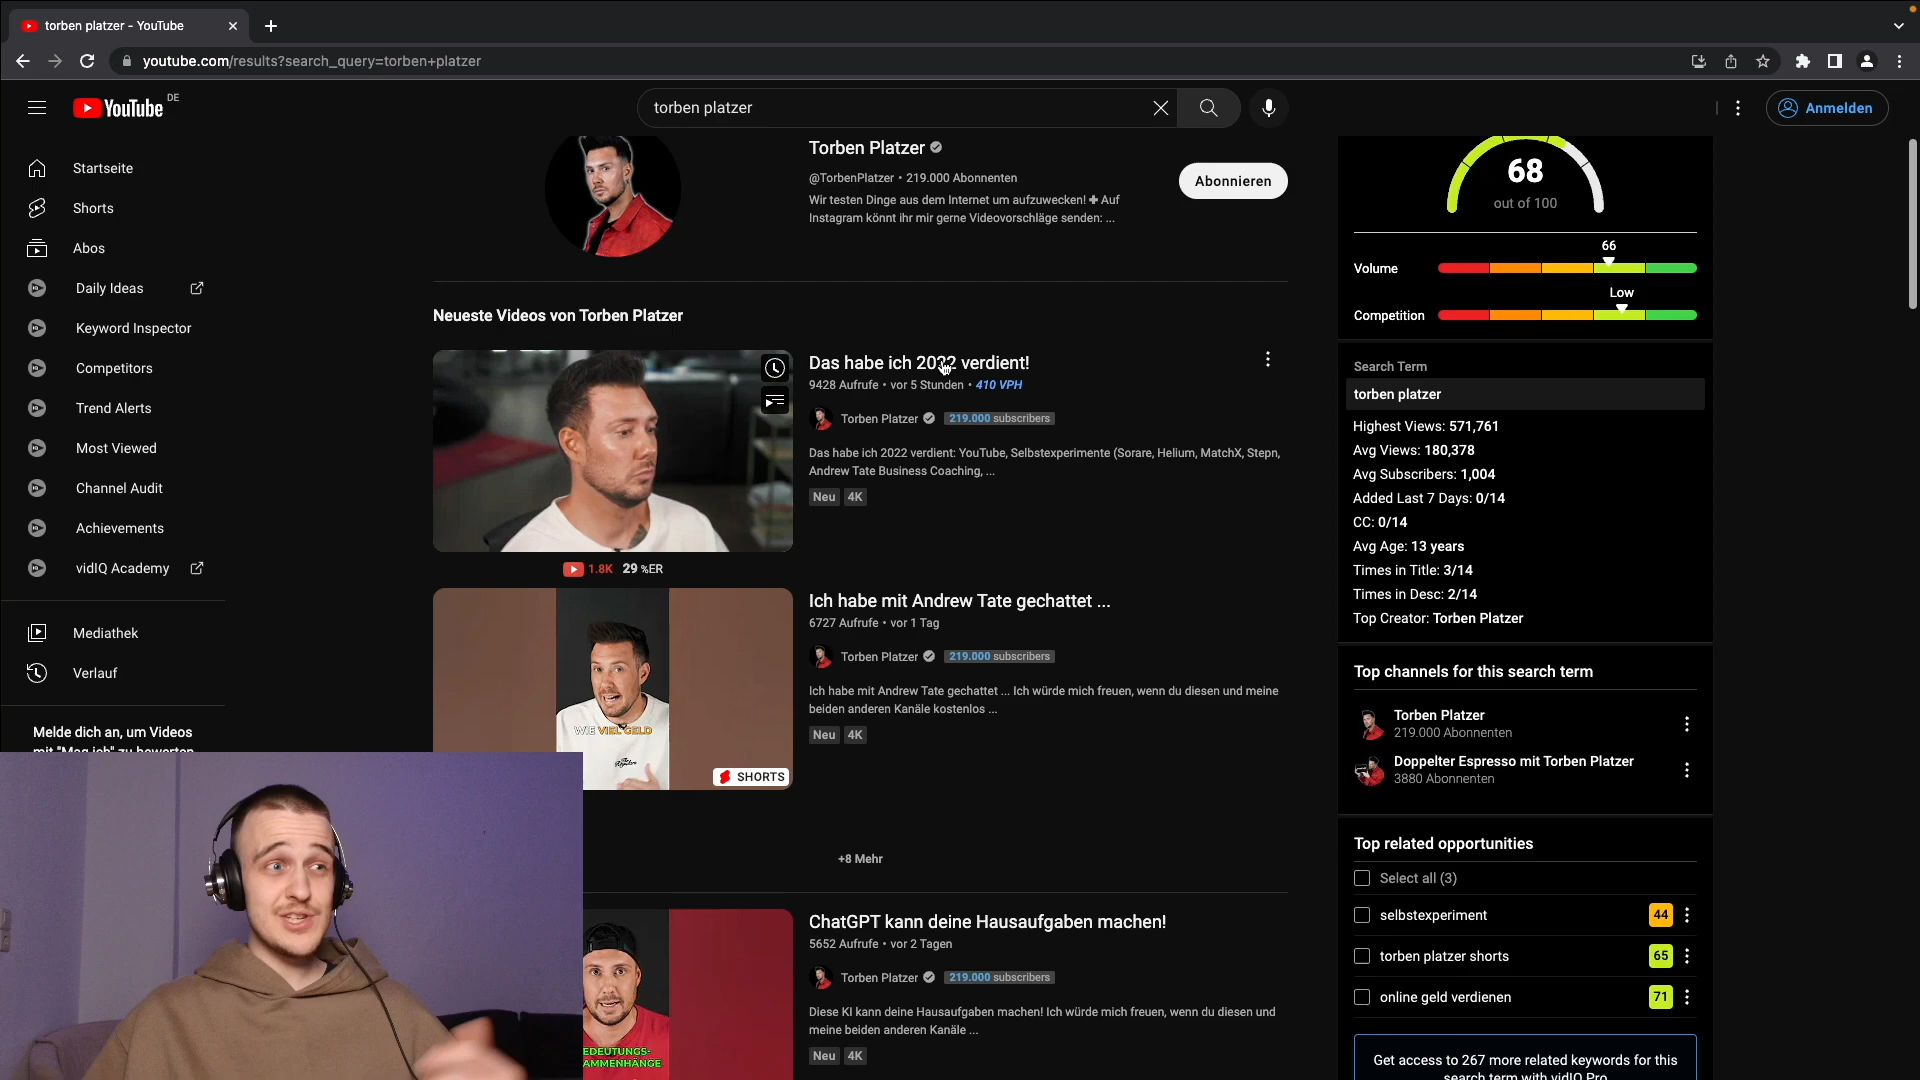 torben platzer - YouTube
youtube.com/results?search_query=torben+platzer
YouTube DE
torben platzer
Anmelden
Startseite
Shorts
Abos
Daily Ideas
Keyword Inspector
Competitors
Trend Alerts
Most Viewed
Channel Audit
Achievements
vidIQ Academy
Mediathek
Verlauf
Melde dich an, um Videos
mit "Mag ich" zu bewerten
Torben Platzer
@TorbenPlatzer • 219.000 Abonnenten
Wir testen Dinge aus dem Internet um aufzuwecken! ✚ Auf
Instagram könnt ihr mir gerne Videovorschläge senden: ...
Abonnieren
Neueste Videos von Torben Platzer
Das habe ich 2022 verdient!
9428 Aufrufe • vor 5 Stunden • 410 VPH
Torben Platzer 219.000 subscribers
Das habe ich 2022 verdient: YouTube, Selbstexperimente (Sorare, Helium, MatchX, Stepn,
Andrew Tate Business Coaching, ...
Neu 4K
1.8K 29 %ER
Ich habe mit Andrew Tate gechattet ...
6727 Aufrufe • vor 1 Tag
Torben Platzer 219.000 subscribers
Ich habe mit Andrew Tate gechattet ... Ich würde mich freuen, wenn du diesen und meine
beiden anderen Kanäle kostenlos ...
Neu 4K
WIE VIEL GELD
SHORTS
+8 Mehr
ChatGPT kann deine Hausaufgaben machen!
5652 Aufrufe • vor 2 Tagen
Torben Platzer 219.000 subscribers
Diese KI kann deine Hausaufgaben machen! Ich würde mich freuen, wenn du diesen und
meine beiden anderen Kanäle ...
Neu 4K
EDEUTUNGS-
AMMENHÄNGE
68
out of 100
66
Volume
Low
Competition
Search Term
torben platzer
Highest Views: 571,761
Avg Views: 180,378
Avg Subscribers: 1,004
Added Last 7 Days: 0/14
CC: 0/14
Avg Age: 13 years
Times in Title: 3/14
Times in Desc: 2/14
Top Creator: Torben Platzer
Top channels for this search term
Torben Platzer
219.000 Abonnenten
Doppelter Espresso mit Torben Platzer
3880 Abonnenten
Top related opportunities
Select all (3)
selbstexperiment 44
torben platzer shorts 65
online geld verdienen 71
Get access to 267 more related keywords for this
search term with vidIQ Pro